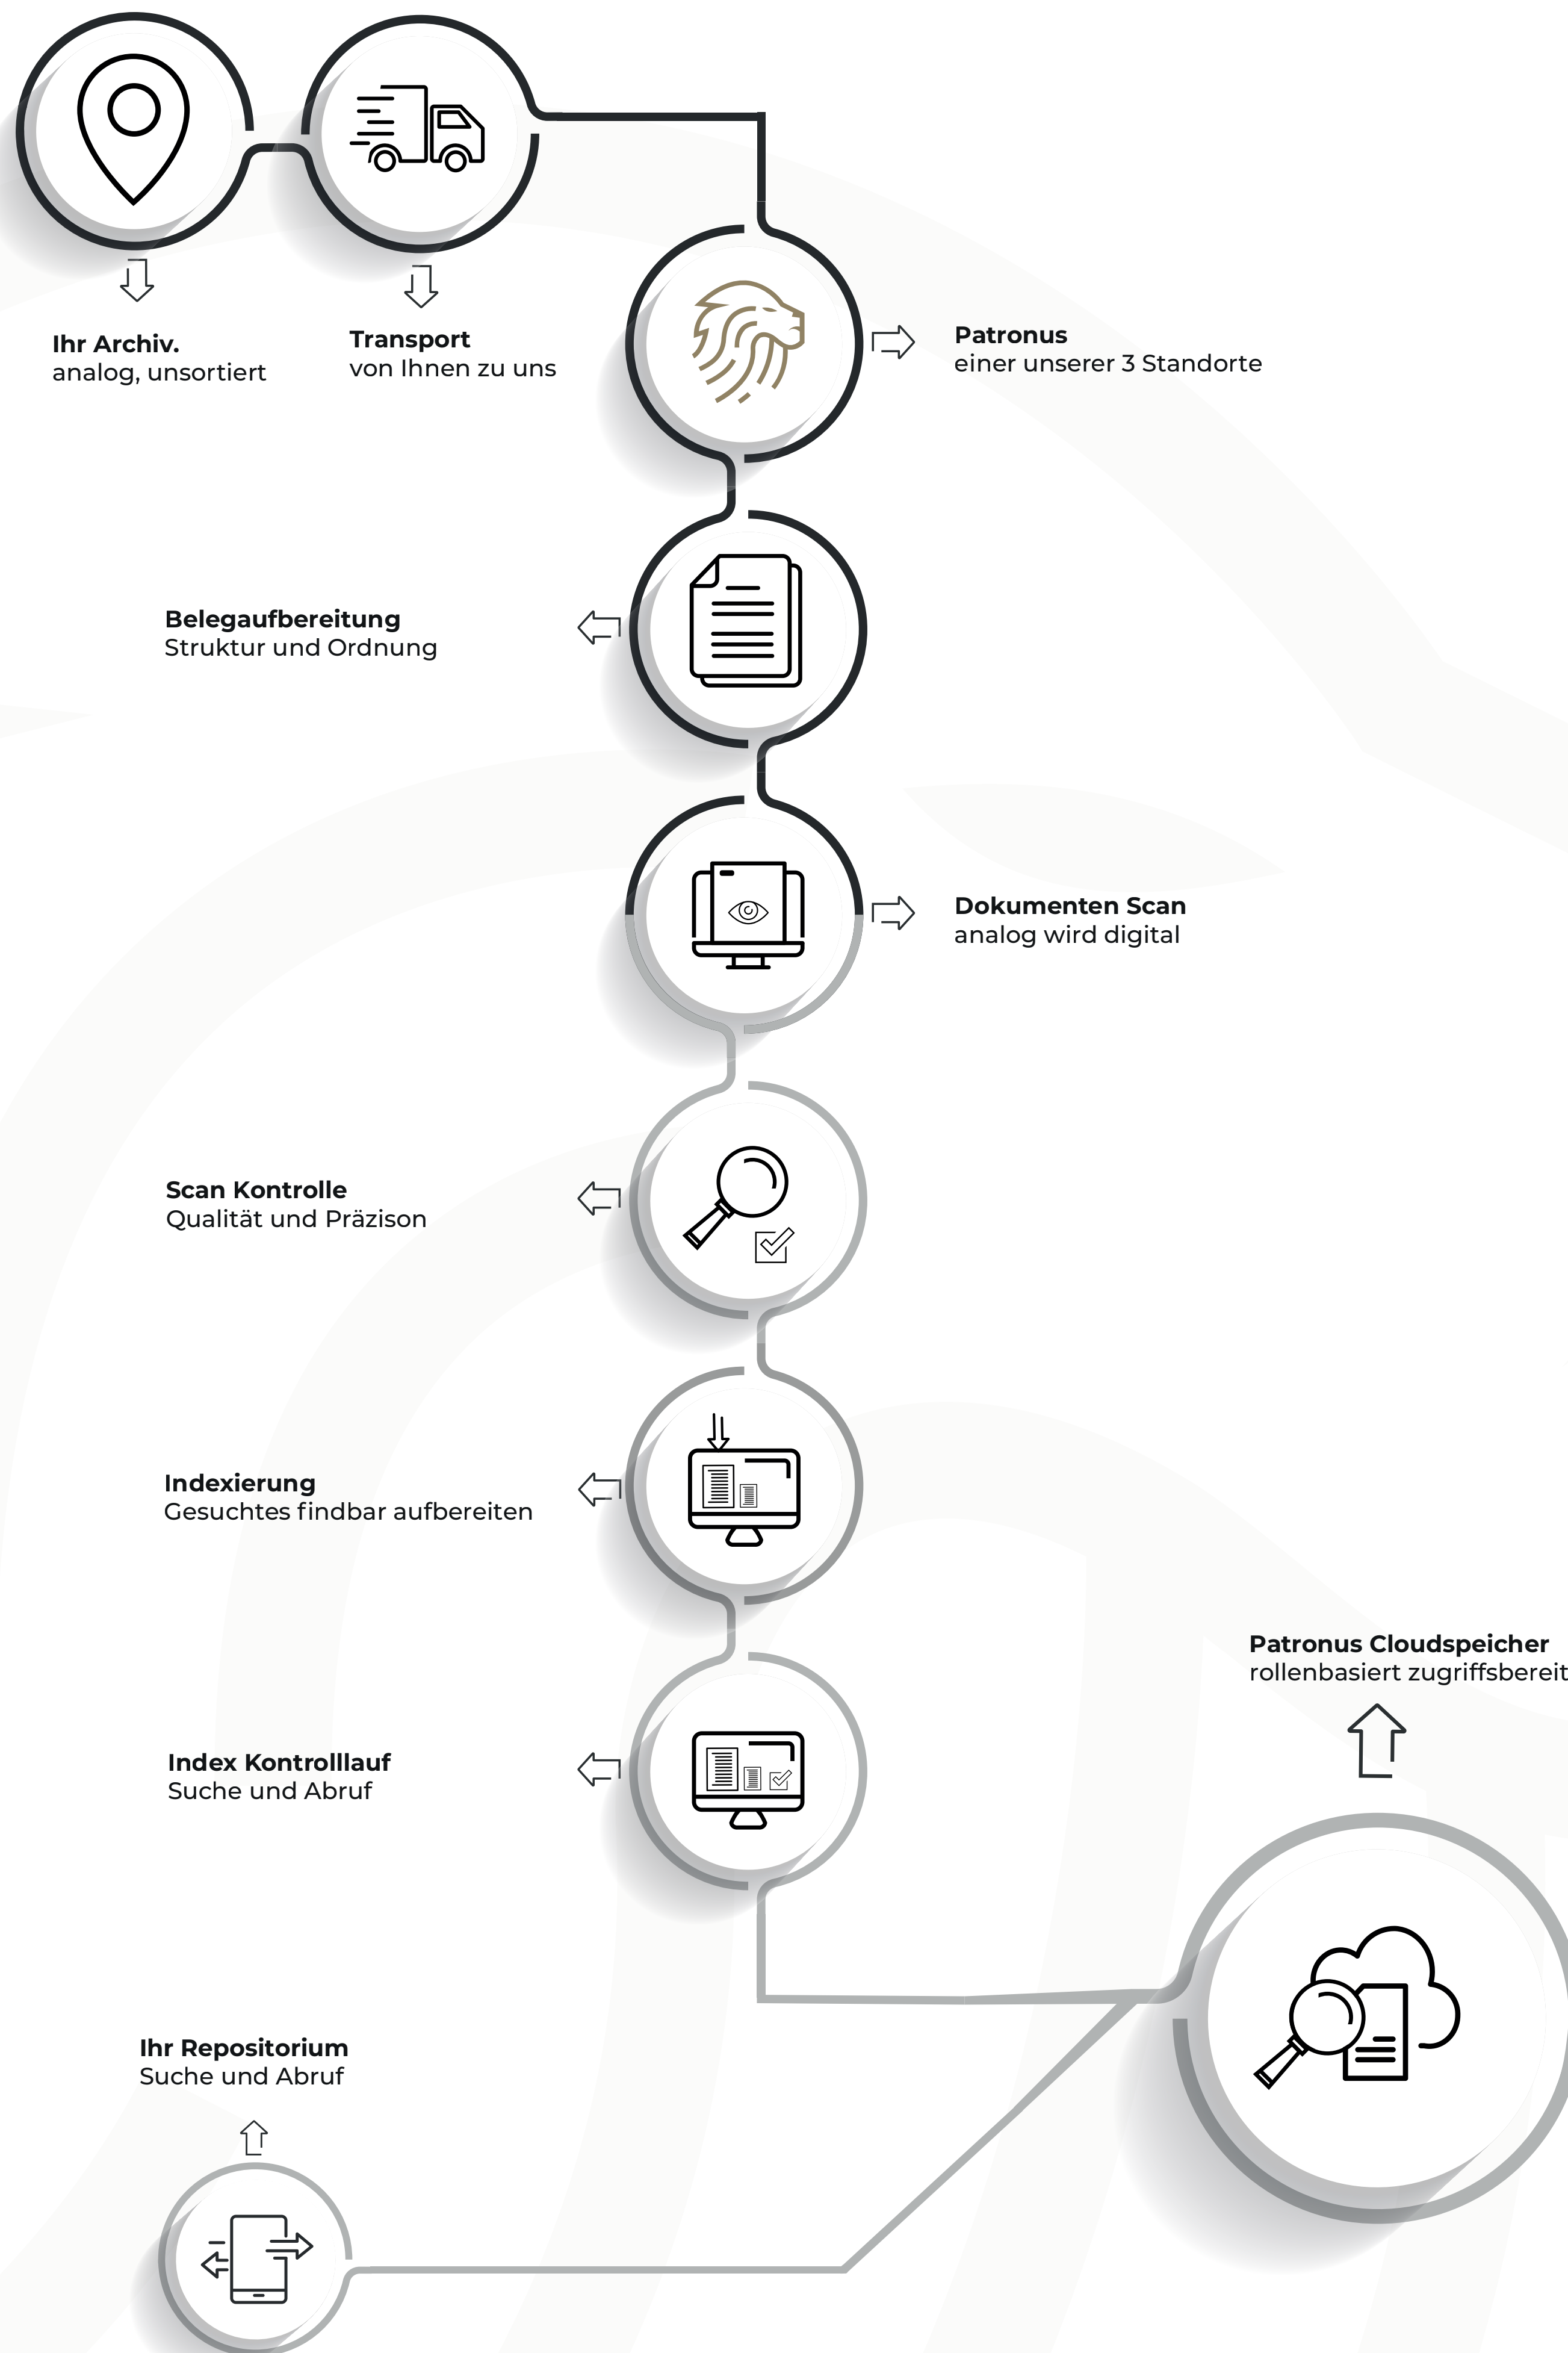 Ihr Archiv.
analog, unsortiert
Transport
von Ihnen zu uns
Patronus
einer unserer 3 Standorte
Belegaufbereitung
Struktur und Ordnung
Dokumenten Scan
analog wird digital
Scan Kontrolle
Qualität und Präzison
Indexierung
Gesuchtes findbar aufbereiten
Patronus Cloudspeicher
rollenbasiert zugriffsbereit
Index Kontrolllauf
Suche und Abruf
Ihr Repositorium
Suche und Abruf